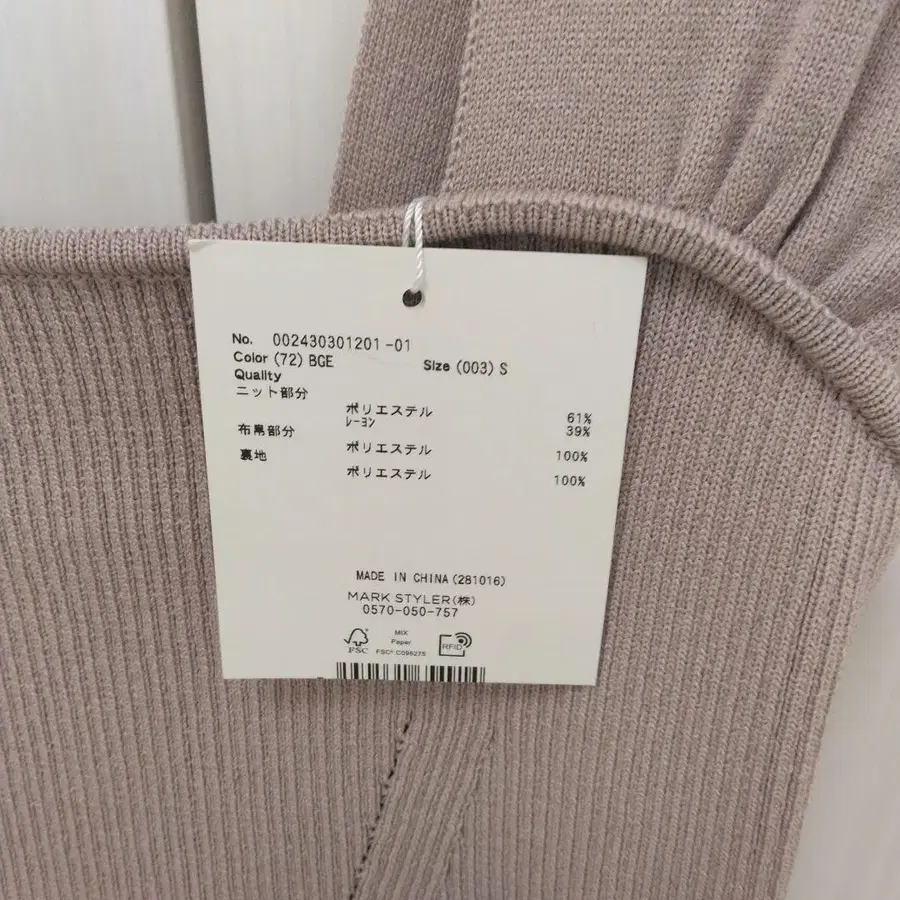 No. 002430301201-01
Color (72) BGE Size (003) S
Quality
ニット部分
ポリエステル 61%
レーヨン 39%
布帛部分 ポリエステル 100%
裏地 ポリエステル 100%
MADE IN CHINA (281016)
MARK STYLER(株)
0570-050-757
FSC
MIX
Paper
FSC® C096275
RFID